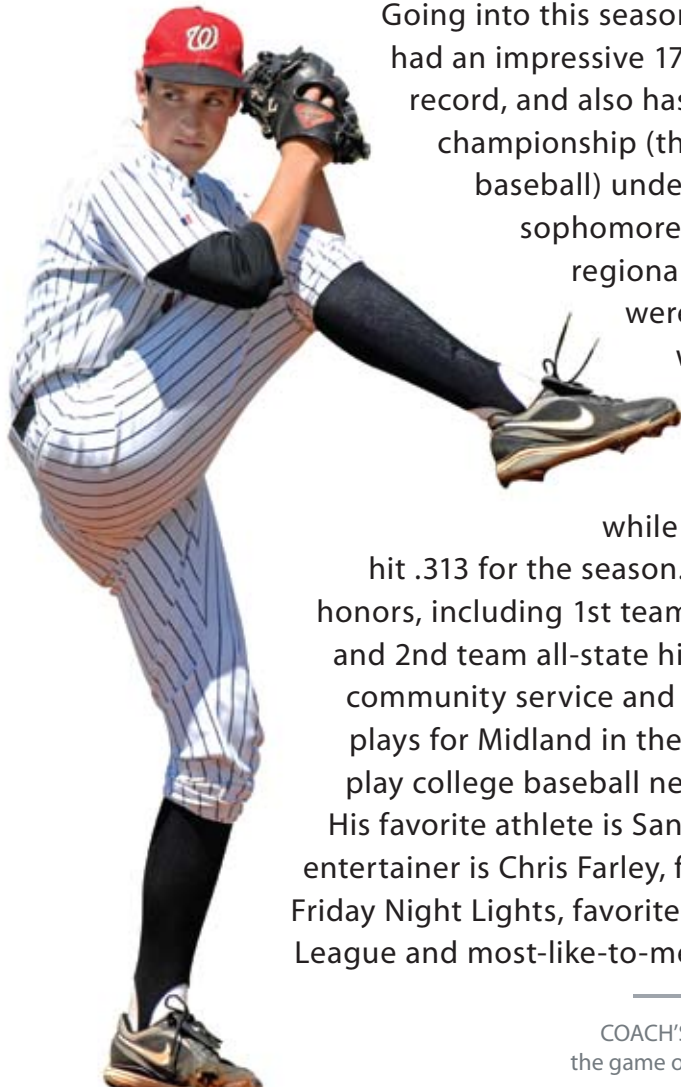 Going into this season
had an impressive 17
record, and also has
championship (th
baseball) unde
sophomore
regiona
were
w
while
hit .313 for the season.
honors, including 1st team
and 2nd team all-state hi
community service and
plays for Midland in the
play college baseball ne
His favorite athlete is San
entertainer is Chris Farley, f
Friday Night Lights, favorite
League and most-like-to-me
COACH'S
the game o
W